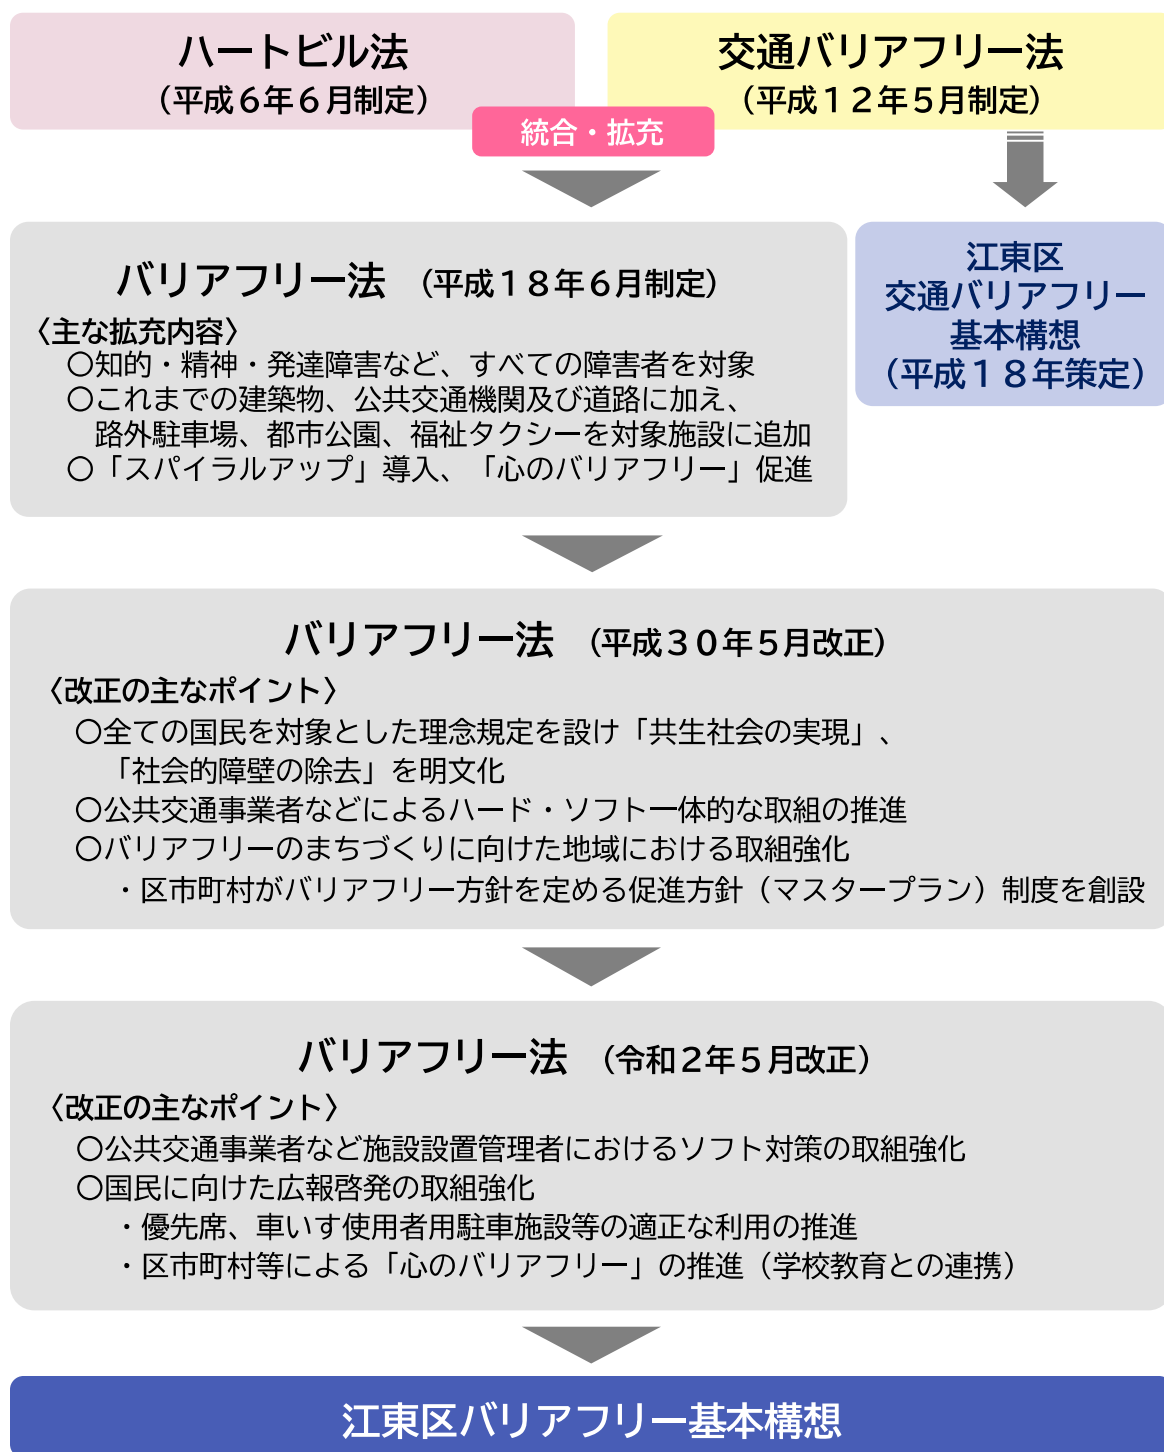 ハートビル法
（平成６年６月制定）
交通バリアフリー法
（平成１２年５月制定）
統合・拡充
バリアフリー法 （平成１８年６月制定）
〈主な拡充内容〉
〇知的・精神・発達障害など、すべての障害者を対象
〇これまでの建築物、公共交通機関及び道路に加え、
路外駐車場、都市公園、福祉タクシーを対象施設に追加
〇「スパイラルアップ」導入、「心のバリアフリー」促進
江東区
交通バリアフリー
基本構想
（平成１８年策定）
バリアフリー法 （平成３０年５月改正）
〈改正の主なポイント〉
〇全ての国民を対象とした理念規定を設け「共生社会の実現」、
「社会的障壁の除去」を明文化
〇公共交通事業者などによるハード・ソフト一体的な取組の推進
〇バリアフリーのまちづくりに向けた地域における取組強化
・区市町村がバリアフリー方針を定める促進方針（マスタープラン）制度を創設
バリアフリー法 （令和２年５月改正）
〈改正の主なポイント〉
〇公共交通事業者など施設設置管理者におけるソフト対策の取組強化
〇国民に向けた広報啓発の取組強化
・優先席、車いす使用者用駐車施設等の適正な利用の推進
・区市町村等による「心のバリアフリー」の推進（学校教育との連携）
江東区バリアフリー基本構想